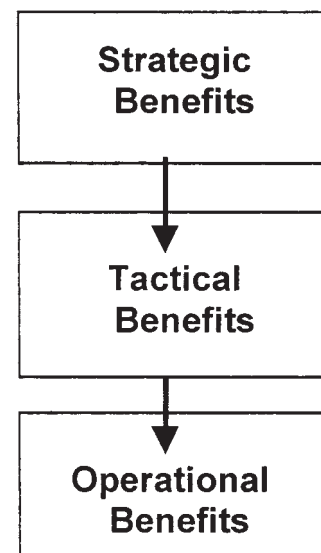 Strategic
Benefits
Tactical
Benefits
Operational
Benefits